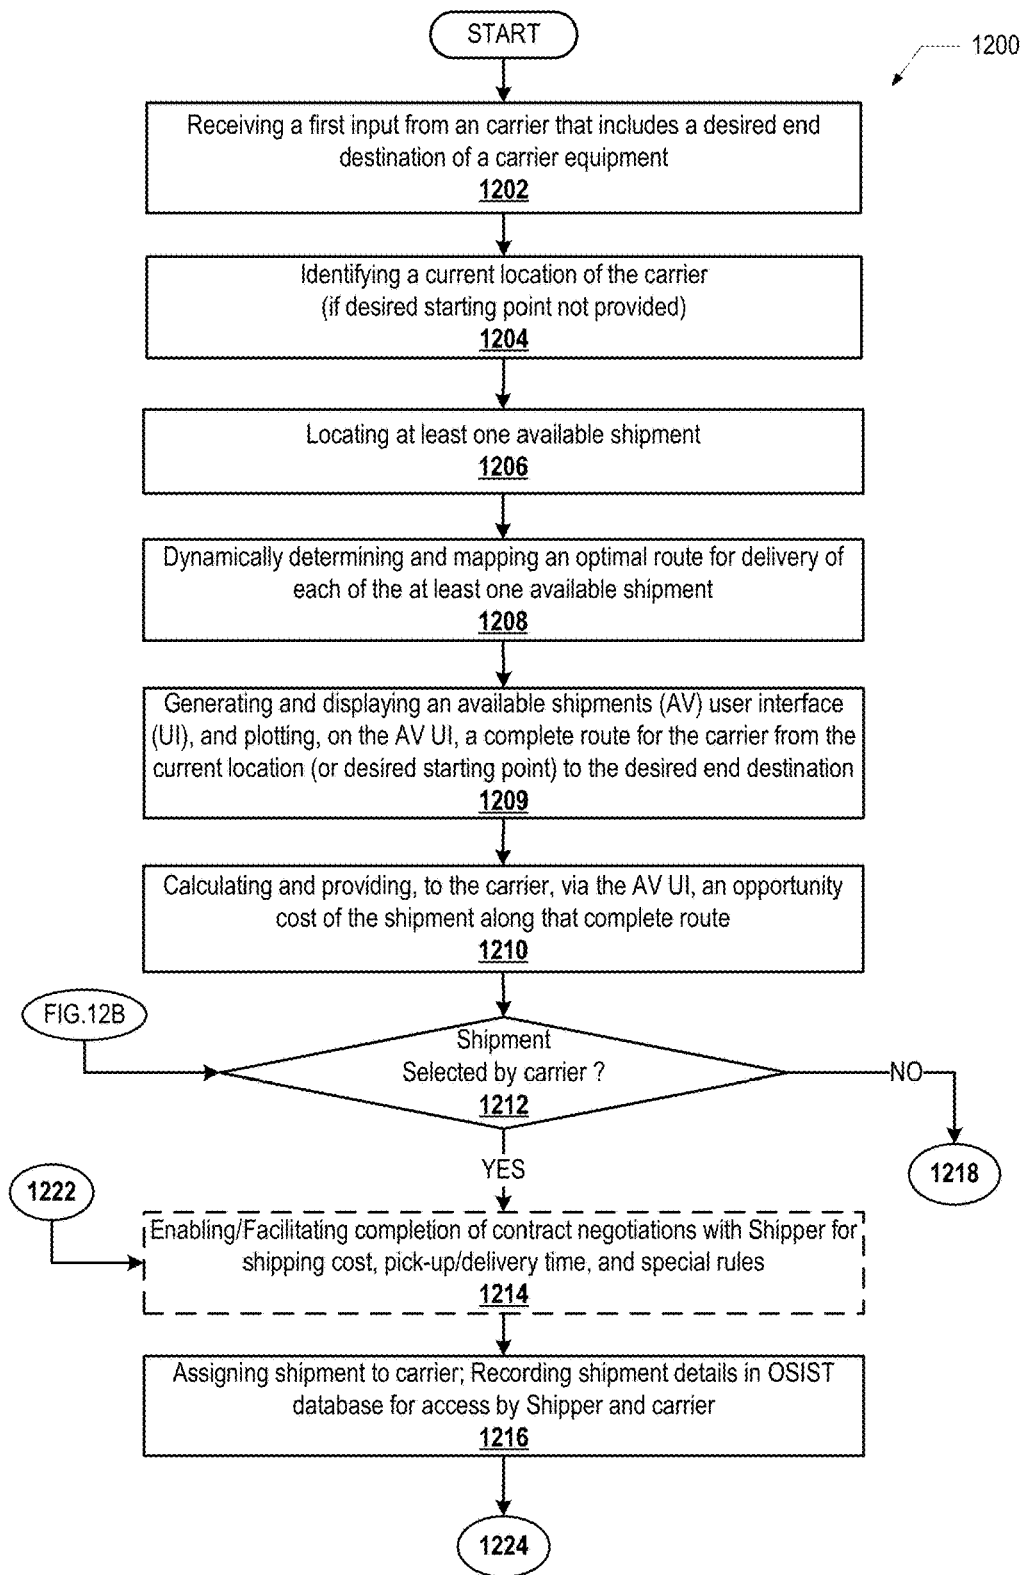 START
1200
Receiving a first input from an carrier that includes a desired end
destination of a carrier equipment
1202
Identifying a current location of the carrier
(if desired starting point not provided)
1204
Locating at least one available shipment
1206
Dynamically determining and mapping an optimal route for delivery of
each of the at least one available shipment
1208
Generating and displaying an available shipments (AV) user interface
(UI), and plotting, on the AV UI, a complete route for the carrier from the
current location (or desired starting point) to the desired end destination
1209
Calculating and providing, to the carrier, via the AV UI, an opportunity
cost of the shipment along that complete route
1210
FIG.12B
Shipment
Selected by carrier ?
1212
NO
1218
YES
1222
Enabling/Facilitating completion of contract negotiations with Shipper for
shipping cost, pick-up/delivery time, and special rules
1214
Assigning shipment to carrier; Recording shipment details in OSIST
database for access by Shipper and carrier
1216
1224